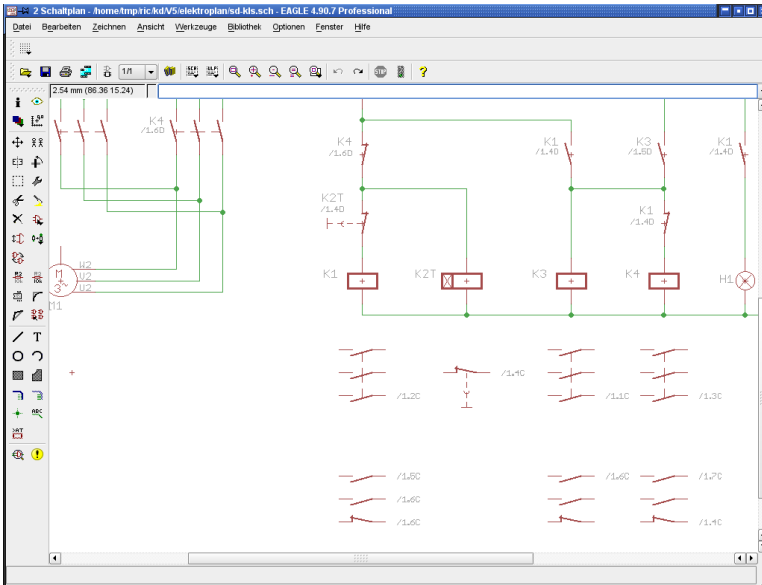 2 Schaltplan - /home/tmp/ric/kd/V5/elektroplan/sd-kls.sch - EAGLE 4.90.7 Professional
Datei Bearbeiten Zeichnen Ansicht Werkzeuge Bibliothek Optionen Fenster Hilfe
1/1 SCR ULP STOP ?
2.54 mm (86.36 15.24)
K4
/1.6D
K4
/1.6D
K1
/1.4D
K3
/1.5D
K1
/1.4D
K2T
/1.4D
K1
/1.4D
W2
V2
U2
M
3~
M1
K1
K2T
K3
K4
H1
/1.2C
/1.4C
/1.1C
/1.3C
/1.5C
/1.6C
/1.7C
/1.6C
/1.6C
/1.4C
T
ABC